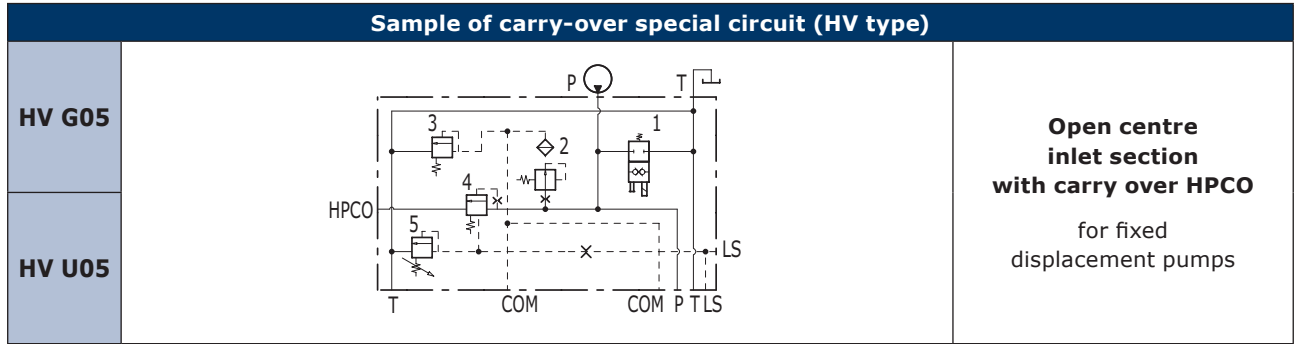 Sample of carry-over special circuit (HV type)
HV G05
HV U05
P
T
3
1
2
4
HPCO
5
LS
T
COM
COM P T LS
Open centre
inlet section
with carry over HPCO
for fixed
displacement pumps